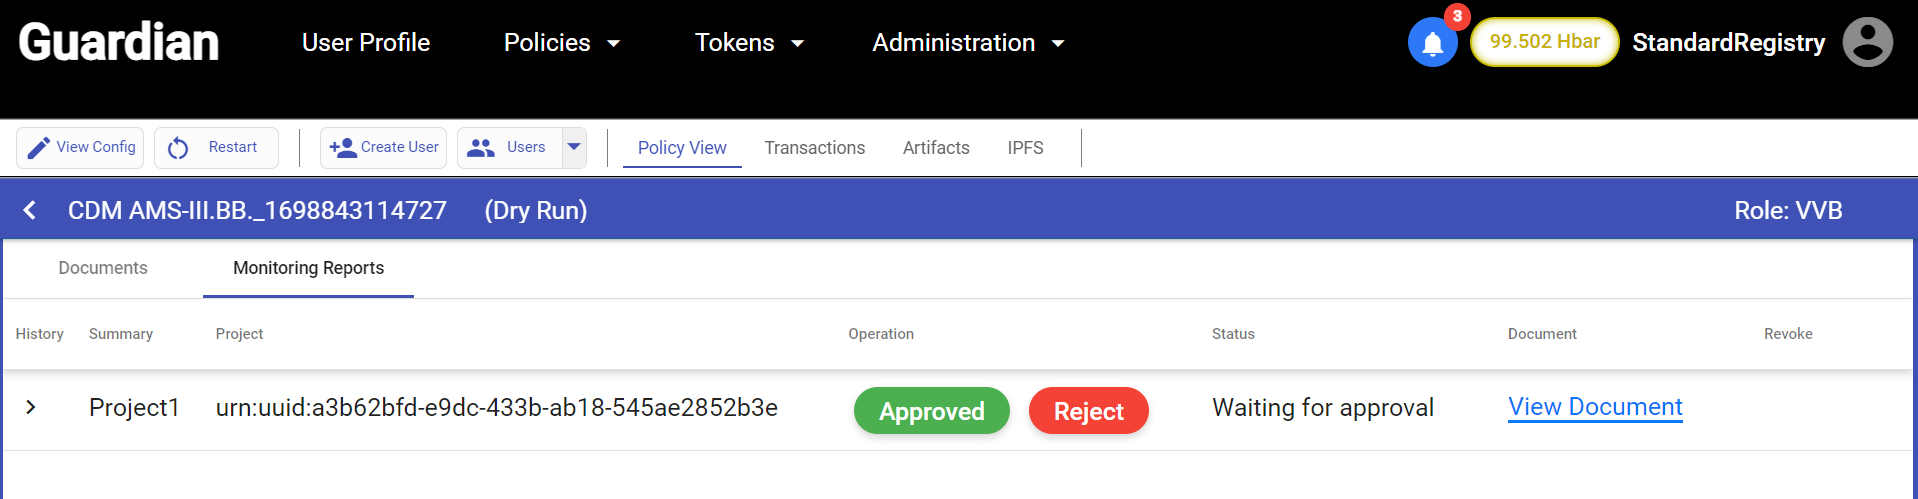 Guardian User Profile Policies Tokens Administration 3 99.502 Hbar StandardRegistry
View Config Restart Create User Users Policy View Transactions Artifacts IPFS
CDM AMS-III.BB._1698843114727 (Dry Run) Role: VVB
Documents Monitoring Reports
History Summary Project Operation Status Document Revoke
Project1 urn:uuid:a3b62bfd-e9dc-433b-ab18-545ae2852b3e Approved Reject Waiting for approval View Document